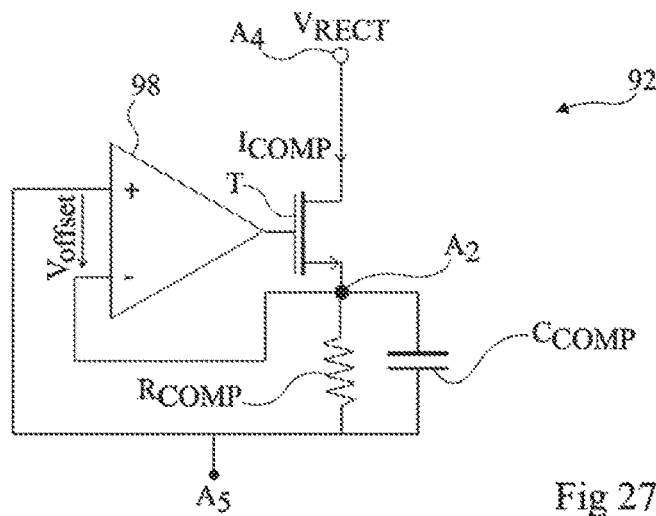 A4 VRECT
98
92
ICOMP
T
+
Voffset
-
A2
CCOMP
RCOMP
A5
Fig 27